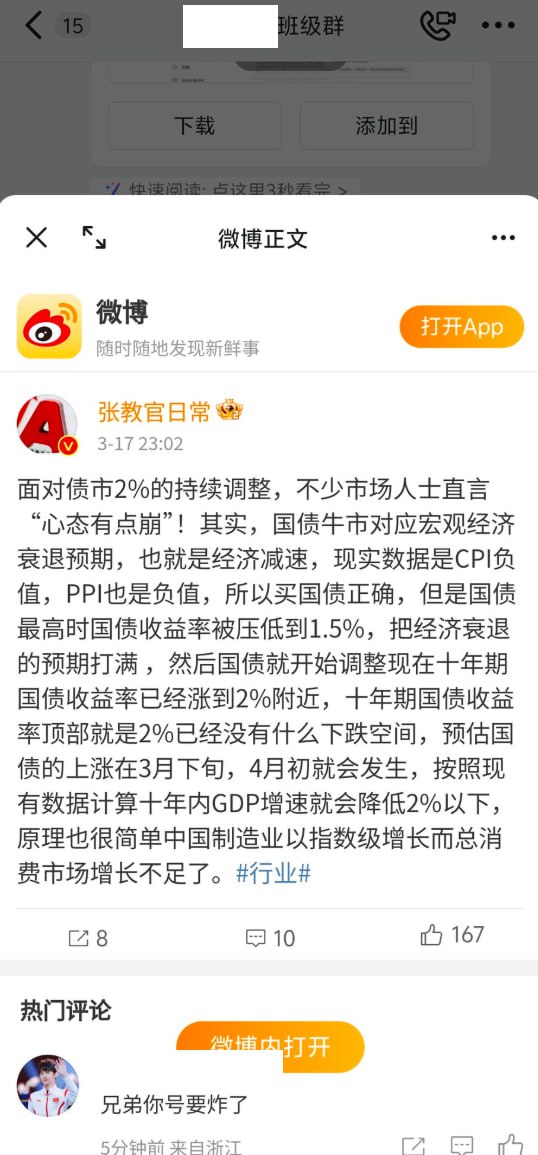 15
班级群
下载
添加到
快速阅读: 点这里3秒看完 >
微博正文
微博
打开App
随时随地发现新鲜事
张教官日常
3-17 23:02
面对债市2%的持续调整，不少市场人士直言
“心态有点崩”！其实，国债牛市对应宏观经济
衰退预期，也就是经济减速，现实数据是CPI负
值，PPI也是负值，所以买国债正确，但是国债
最高时国债收益率被压低到1.5%，把经济衰退
的预期打满 ，然后国债就开始调整现在十年期
国债收益率已经涨到2%附近，十年期国债收益
率顶部就是2%已经没有什么下跌空间，预估国
债的上涨在3月下旬，4月初就会发生，按照现
有数据计算十年内GDP增速就会降低2%以下，
原理也很简单中国制造业以指数级增长而总消
费市场增长不足了。#行业#
8
10
167
热门评论
微博内打开
兄弟你号要炸了
5分钟前 来自浙江